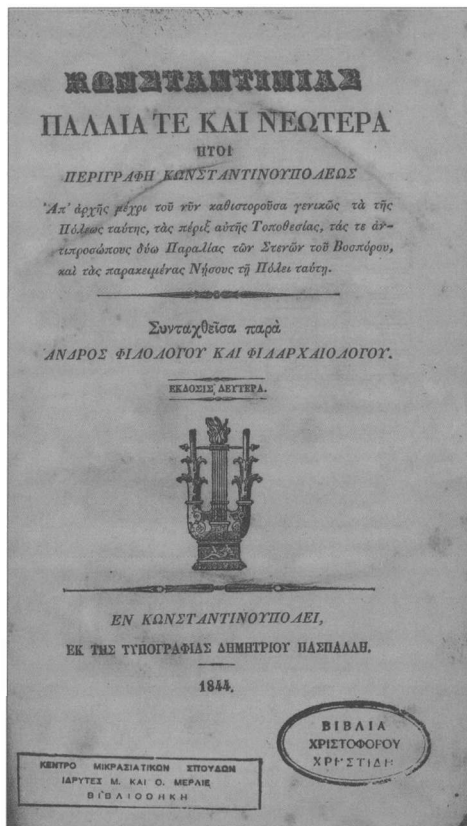 ΚΩΝΣΤΑΝΤΙΝΙΑΣ
ΠΑΛΑΙΑ ΤΕ ΚΑΙ ΝΕΩΤΕΡΑ
ΗΤΟΙ
ΠΕΡΙΓΡΑΦΗ ΚΩΝΣΤΑΝΤΙΝΟΥΠΟΛΕΩΣ
Ἀπ' ἀρχῆς μέχρι τοῦ νῦν καθιστοροῦσα γενικῶς τὰ τῆς
Πόλεως ταύτης, τὰς πέριξ αὐτῆς Τοποθεσίας, τάς τε ἀν-
τιπροσώπους δύω Παραλίας τῶν Στενῶν τοῦ Βοσπόρου,
καὶ τὰς παρακειμένας Νήσους τῇ Πόλει ταύτῃ.
Συνταχθεῖσα παρὰ
ΑΝΔΡΟΣ ΦΙΛΟΛΟΓΟΥ ΚΑΙ ΦΙΛΑΡΧΑΙΟΛΟΓΟΥ.
ΕΚΔΟΣΙΣ ΔΕΥΤΕΡΑ.
ΕΝ ΚΩΝΣΤΑΝΤΙΝΟΥΠΟΛΕΙ,
ΕΚ ΤΗΣ ΤΥΠΟΓΡΑΦΙΑΣ ΔΗΜΗΤΡΙΟΥ ΠΑΣΠΑΛΛΗ.
1844.
ΒΙΒΛΙΑ
ΧΡΙΣΤΟΦΟΡΟΥ
ΧΡΗΣΤΙΔΗ
ΚΕΝΤΡΟ ΜΙΚΡΑΣΙΑΤΙΚΩΝ ΣΠΟΥΔΩΝ
ΙΔΡΥΤΕΣ Μ. ΚΑΙ Ο. ΜΕΡΛΙΕ
ΒΙΒΛΙΟΘΗΚΗ